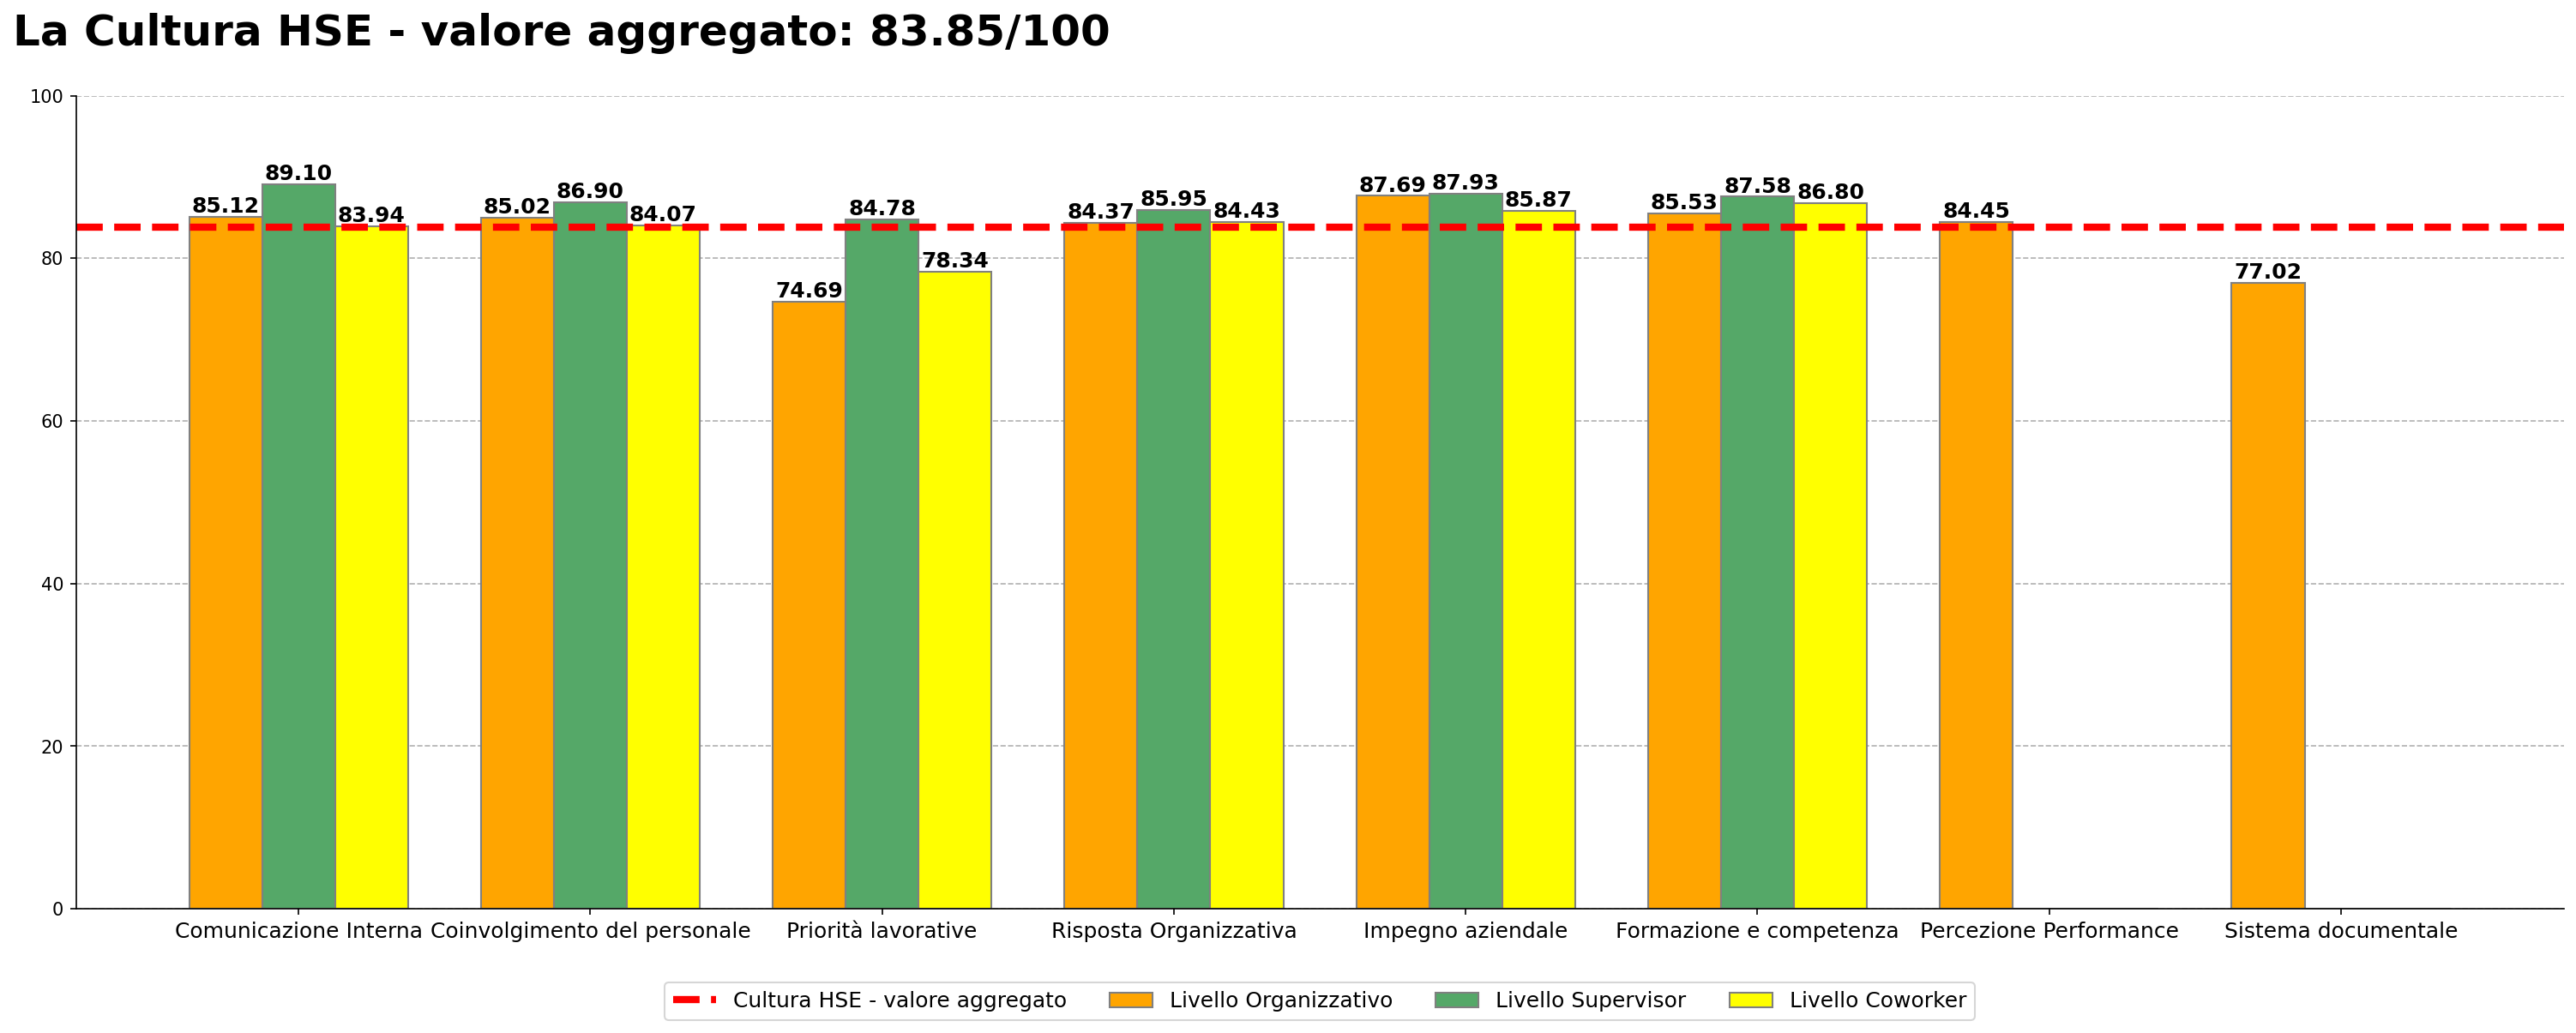 La Cultura HSE - valore aggregato: 83.85/100
100
80
60
40
20
0
85.12 89.10 83.94
85.02 86.90 84.07
74.69 84.78 78.34
84.37 85.95 84.43
87.69 87.93 85.87
85.53 87.58 86.80
84.45
77.02
Comunicazione Interna Coinvolgimento del personale Priorità lavorative Risposta Organizzativa Impegno aziendale Formazione e competenza Percezione Performance Sistema documentale
Cultura HSE - valore aggregato Livello Organizzativo Livello Supervisor Livello Coworker